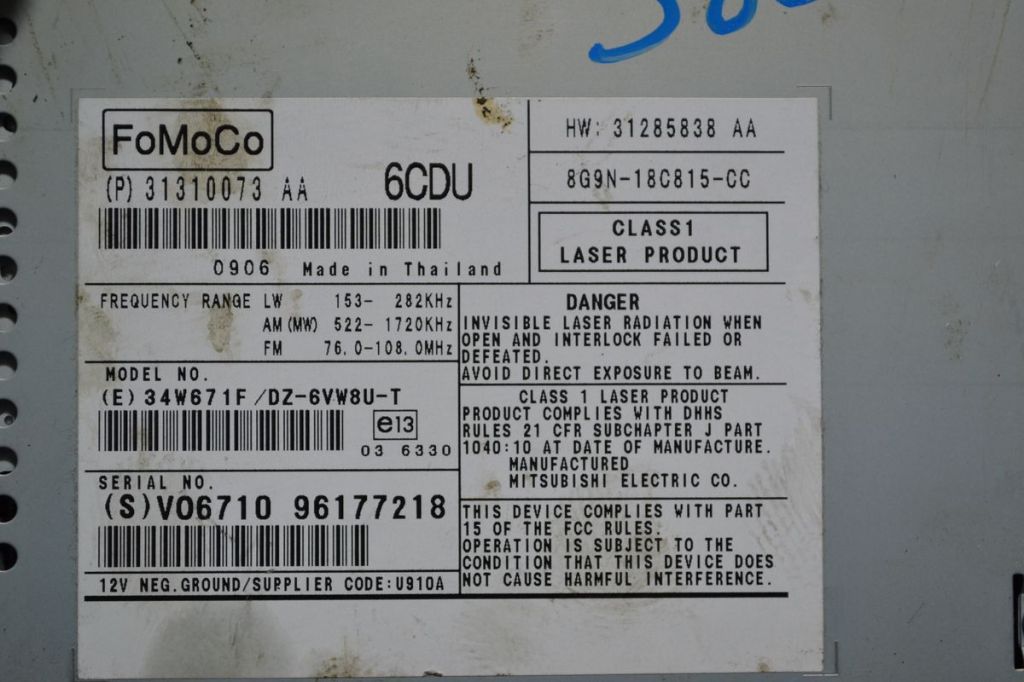 FoMoCo
(P) 31310073 AA
6CDU
0906 Made in Thailand
HW: 31285838 AA
8G9N-18C815-CC
CLASS1
LASER PRODUCT
FREQUENCY RANGE LW 153- 282KHz
AM(MW) 522- 1720KHz
FM 76.0-108.0MHz
MODEL NO.
(E) 34W671F/DZ-6VW8U-T
e13
03 6330
SERIAL NO.
(S)VO6710 96177218
12V NEG.GROUND/SUPPLIER CODE:U910A
DANGER
INVISIBLE LASER RADIATION WHEN
OPEN AND INTERLOCK FAILED OR
DEFEATED.
AVOID DIRECT EXPOSURE TO BEAM.
CLASS 1 LASER PRODUCT
PRODUCT COMPLIES WITH DHHS
RULES 21 CFR SUBCHAPTER J PART
1040:10 AT DATE OF MANUFACTURE.
MANUFACTURED
MITSUBISHI ELECTRIC CO.
THIS DEVICE COMPLIES WITH PART
15 OF THE FCC RULES.
OPERATION IS SUBJECT TO THE
CONDITION THAT THIS DEVICE DOES
NOT CAUSE HARMFUL INTERFERENCE.